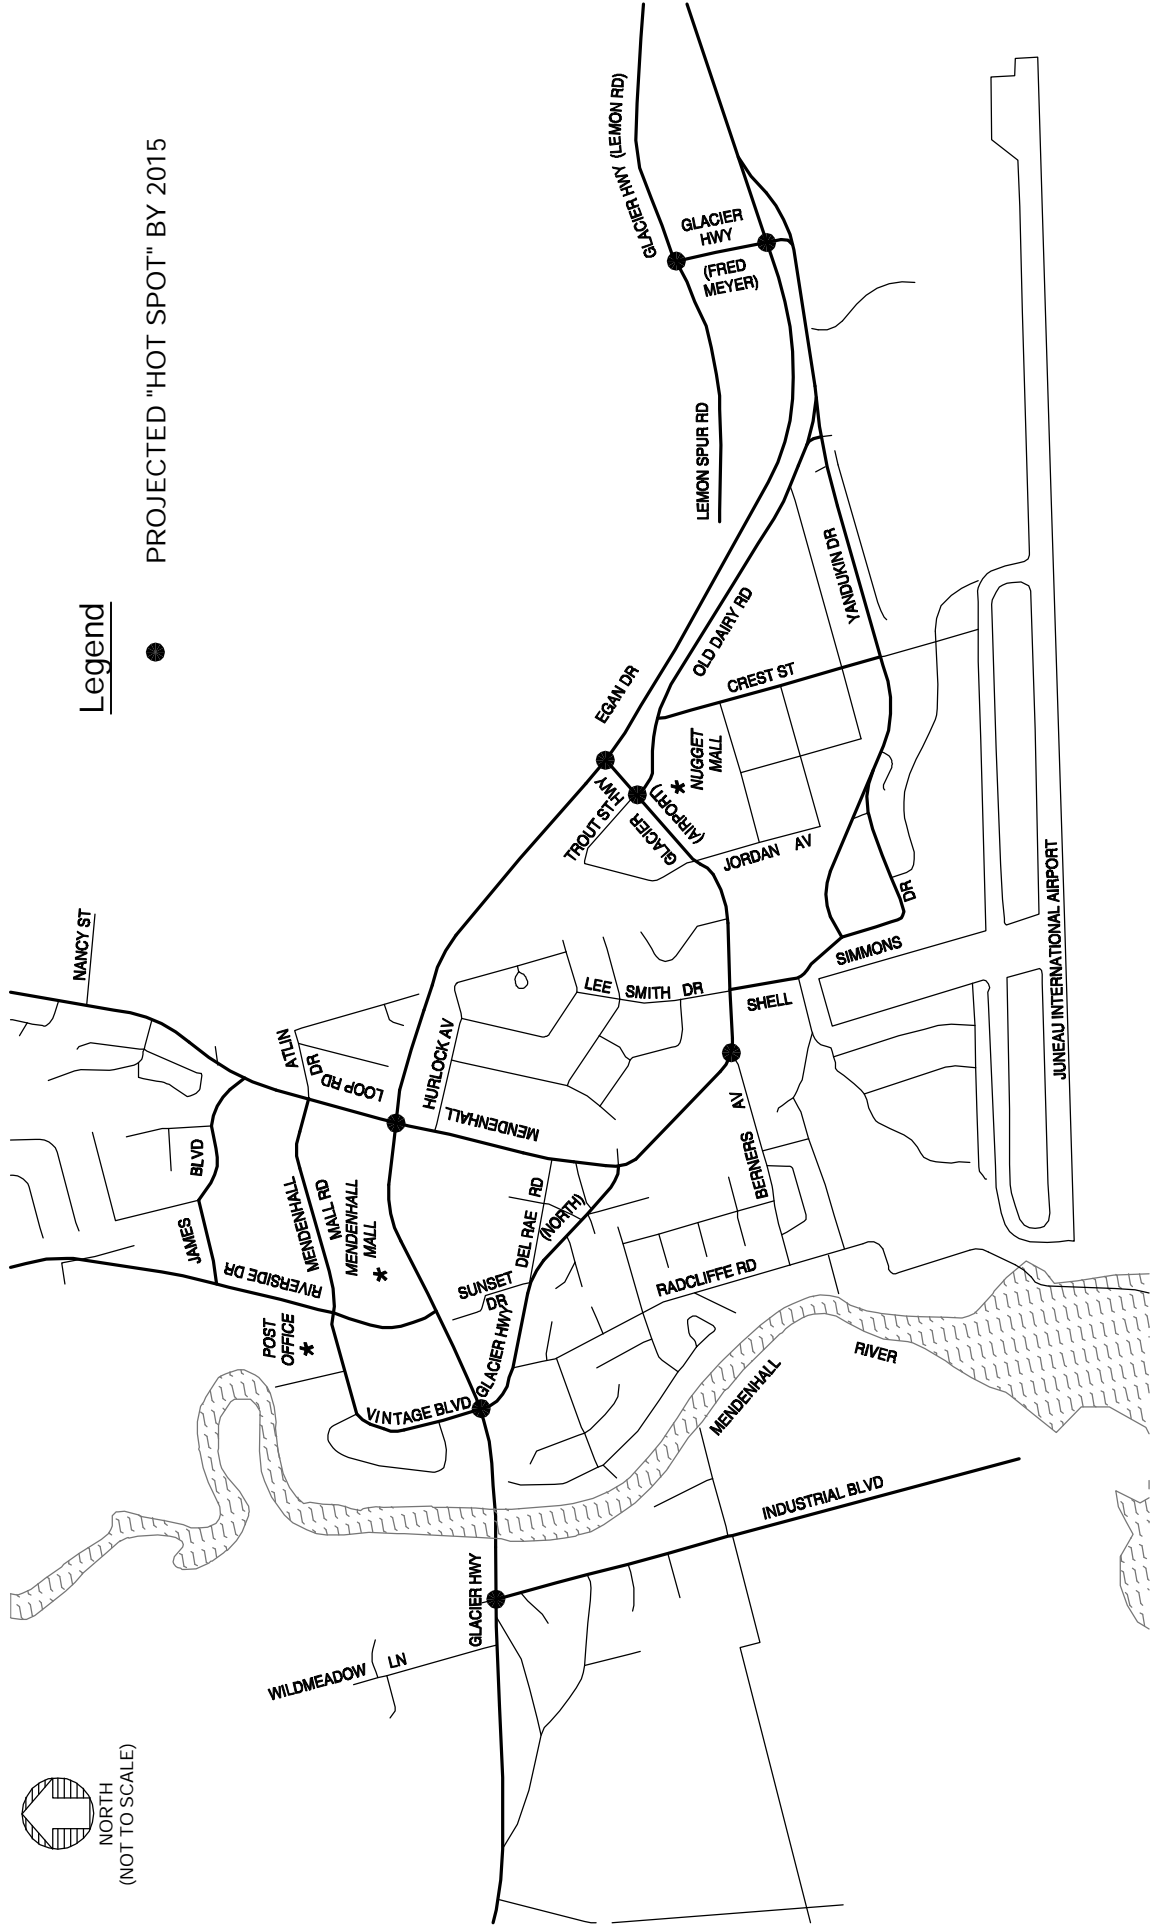 Legend
PROJECTED "HOT SPOT" BY 2015
NORTH
(NOT TO SCALE)
NANCY ST
ATLIN
DR
LOOP RD
HURLOCK AV
MENDENHALL
BLVD
JAMES
RIVERSIDE DR
MENDENHALL
MALL RD
MENDENHALL
MALL
*
POST
OFFICE
*
VINTAGE BLVD
GLACIER HWY
(NORTH)
SUNSET
DR
DEL RAE RD
RADCLIFFE RD
BERNERS AV
SHELL
SIMMONS
DR
LEE SMITH DR
JORDAN AV
TROUT ST
GLACIER
HWY
(AIRPORT)
*
NUGGET
MALL
CREST ST
EGAN DR
OLD DAIRY RD
YANDUKIN DR
LEMON SPUR RD
GLACIER HWY (LEMON RD)
GLACIER
HWY
(FRED
MEYER)
JUNEAU INTERNATIONAL AIRPORT
MENDENHALL
RIVER
INDUSTRIAL BLVD
GLACIER HWY
WILDMEADOW LN